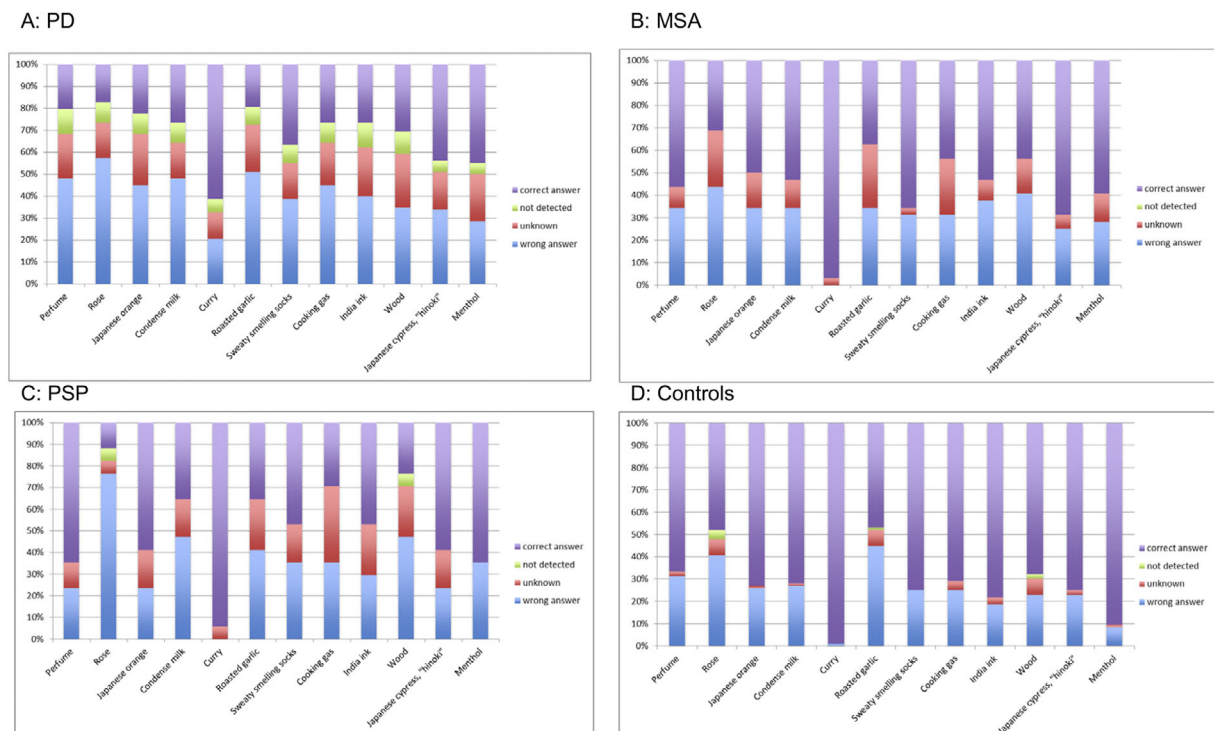 A: PD
100%
90%
80%
70%
60%
50%
40%
30%
20%
10%
0%
correct answer
not detected
unknown
wrong answer
Perfume
Rose
Japanese orange
Condense milk
Curry
Roasted garlic
Sweaty smelling socks
Cooking gas
India ink
Wood
Japanese cypress, "hinoki"
Menthol
B: MSA
100%
90%
80%
70%
60%
50%
40%
30%
20%
10%
0%
correct answer
not detected
unknown
wrong answer
Perfume
Rose
Japanese orange
Condense milk
Curry
Roasted garlic
Sweaty smelling socks
Cooking gas
India ink
Wood
Japanese cypress, "hinoki"
Menthol
C: PSP
100%
90%
80%
70%
60%
50%
40%
30%
20%
10%
0%
correct answer
not detected
unknown
wrong answer
Perfume
Rose
Japanese orange
Condense milk
Curry
Roasted garlic
Sweaty smelling socks
Cooking gas
India ink
Wood
Japanese cypress, "hinoki"
Menthol
D: Controls
100%
90%
80%
70%
60%
50%
40%
30%
20%
10%
0%
correct answer
not detected
unknown
wrong answer
Perfume
Rose
Japanese orange
Condense milk
Curry
Roasted garlic
Sweaty smelling socks
Cooking gas
India ink
Wood
Japanese cypress, "hinoki"
Menthol